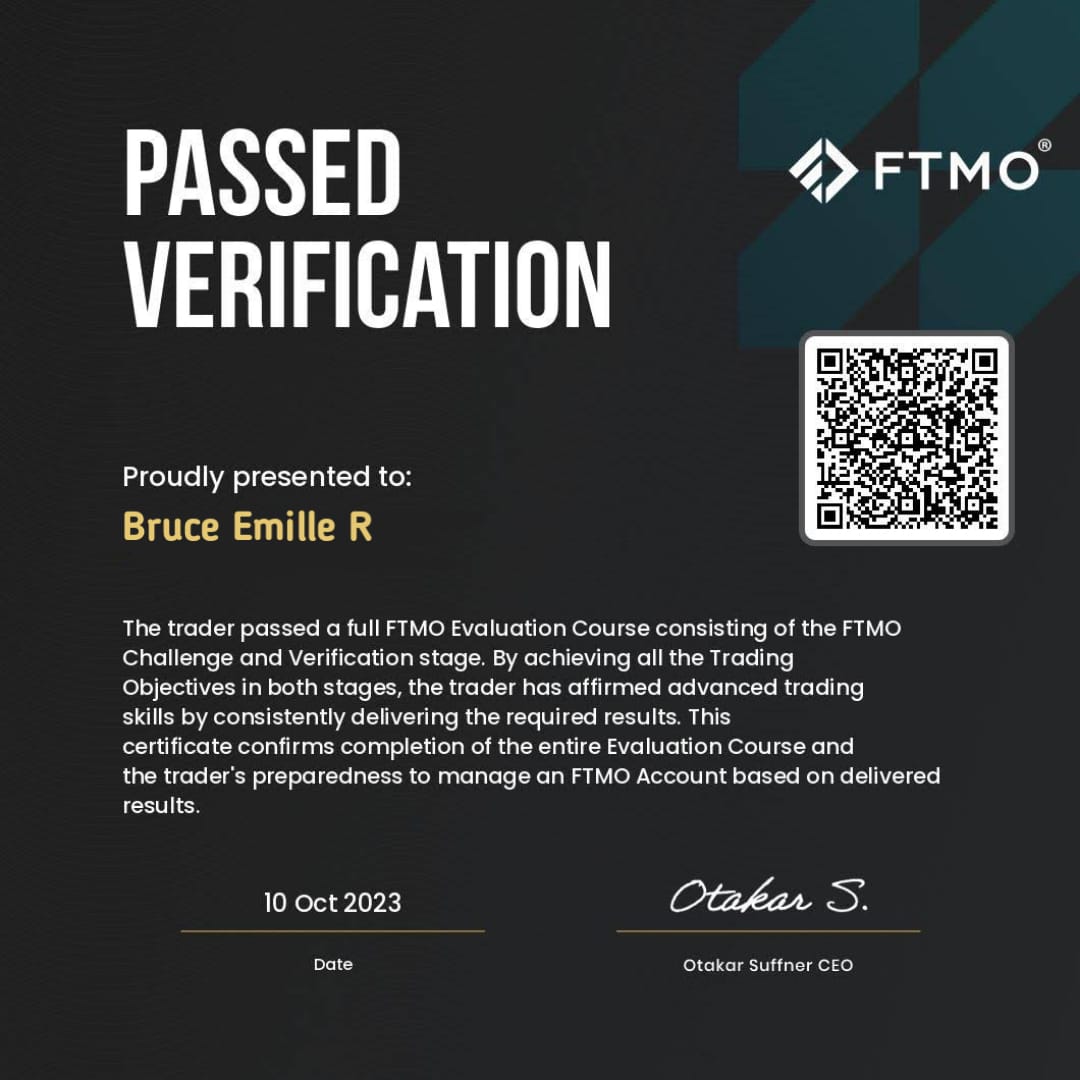 PASSED
VERIFICATION
FTMO®
Proudly presented to:
Bruce Emille R
The trader passed a full FTMO Evaluation Course consisting of the FTMO
Challenge and Verification stage. By achieving all the Trading
Objectives in both stages, the trader has affirmed advanced trading
skills by consistently delivering the required results. This
certificate confirms completion of the entire Evaluation Course and
the trader's preparedness to manage an FTMO Account based on delivered
results.
10 Oct 2023
Otakar S.
Date
Otakar Suffner CEO